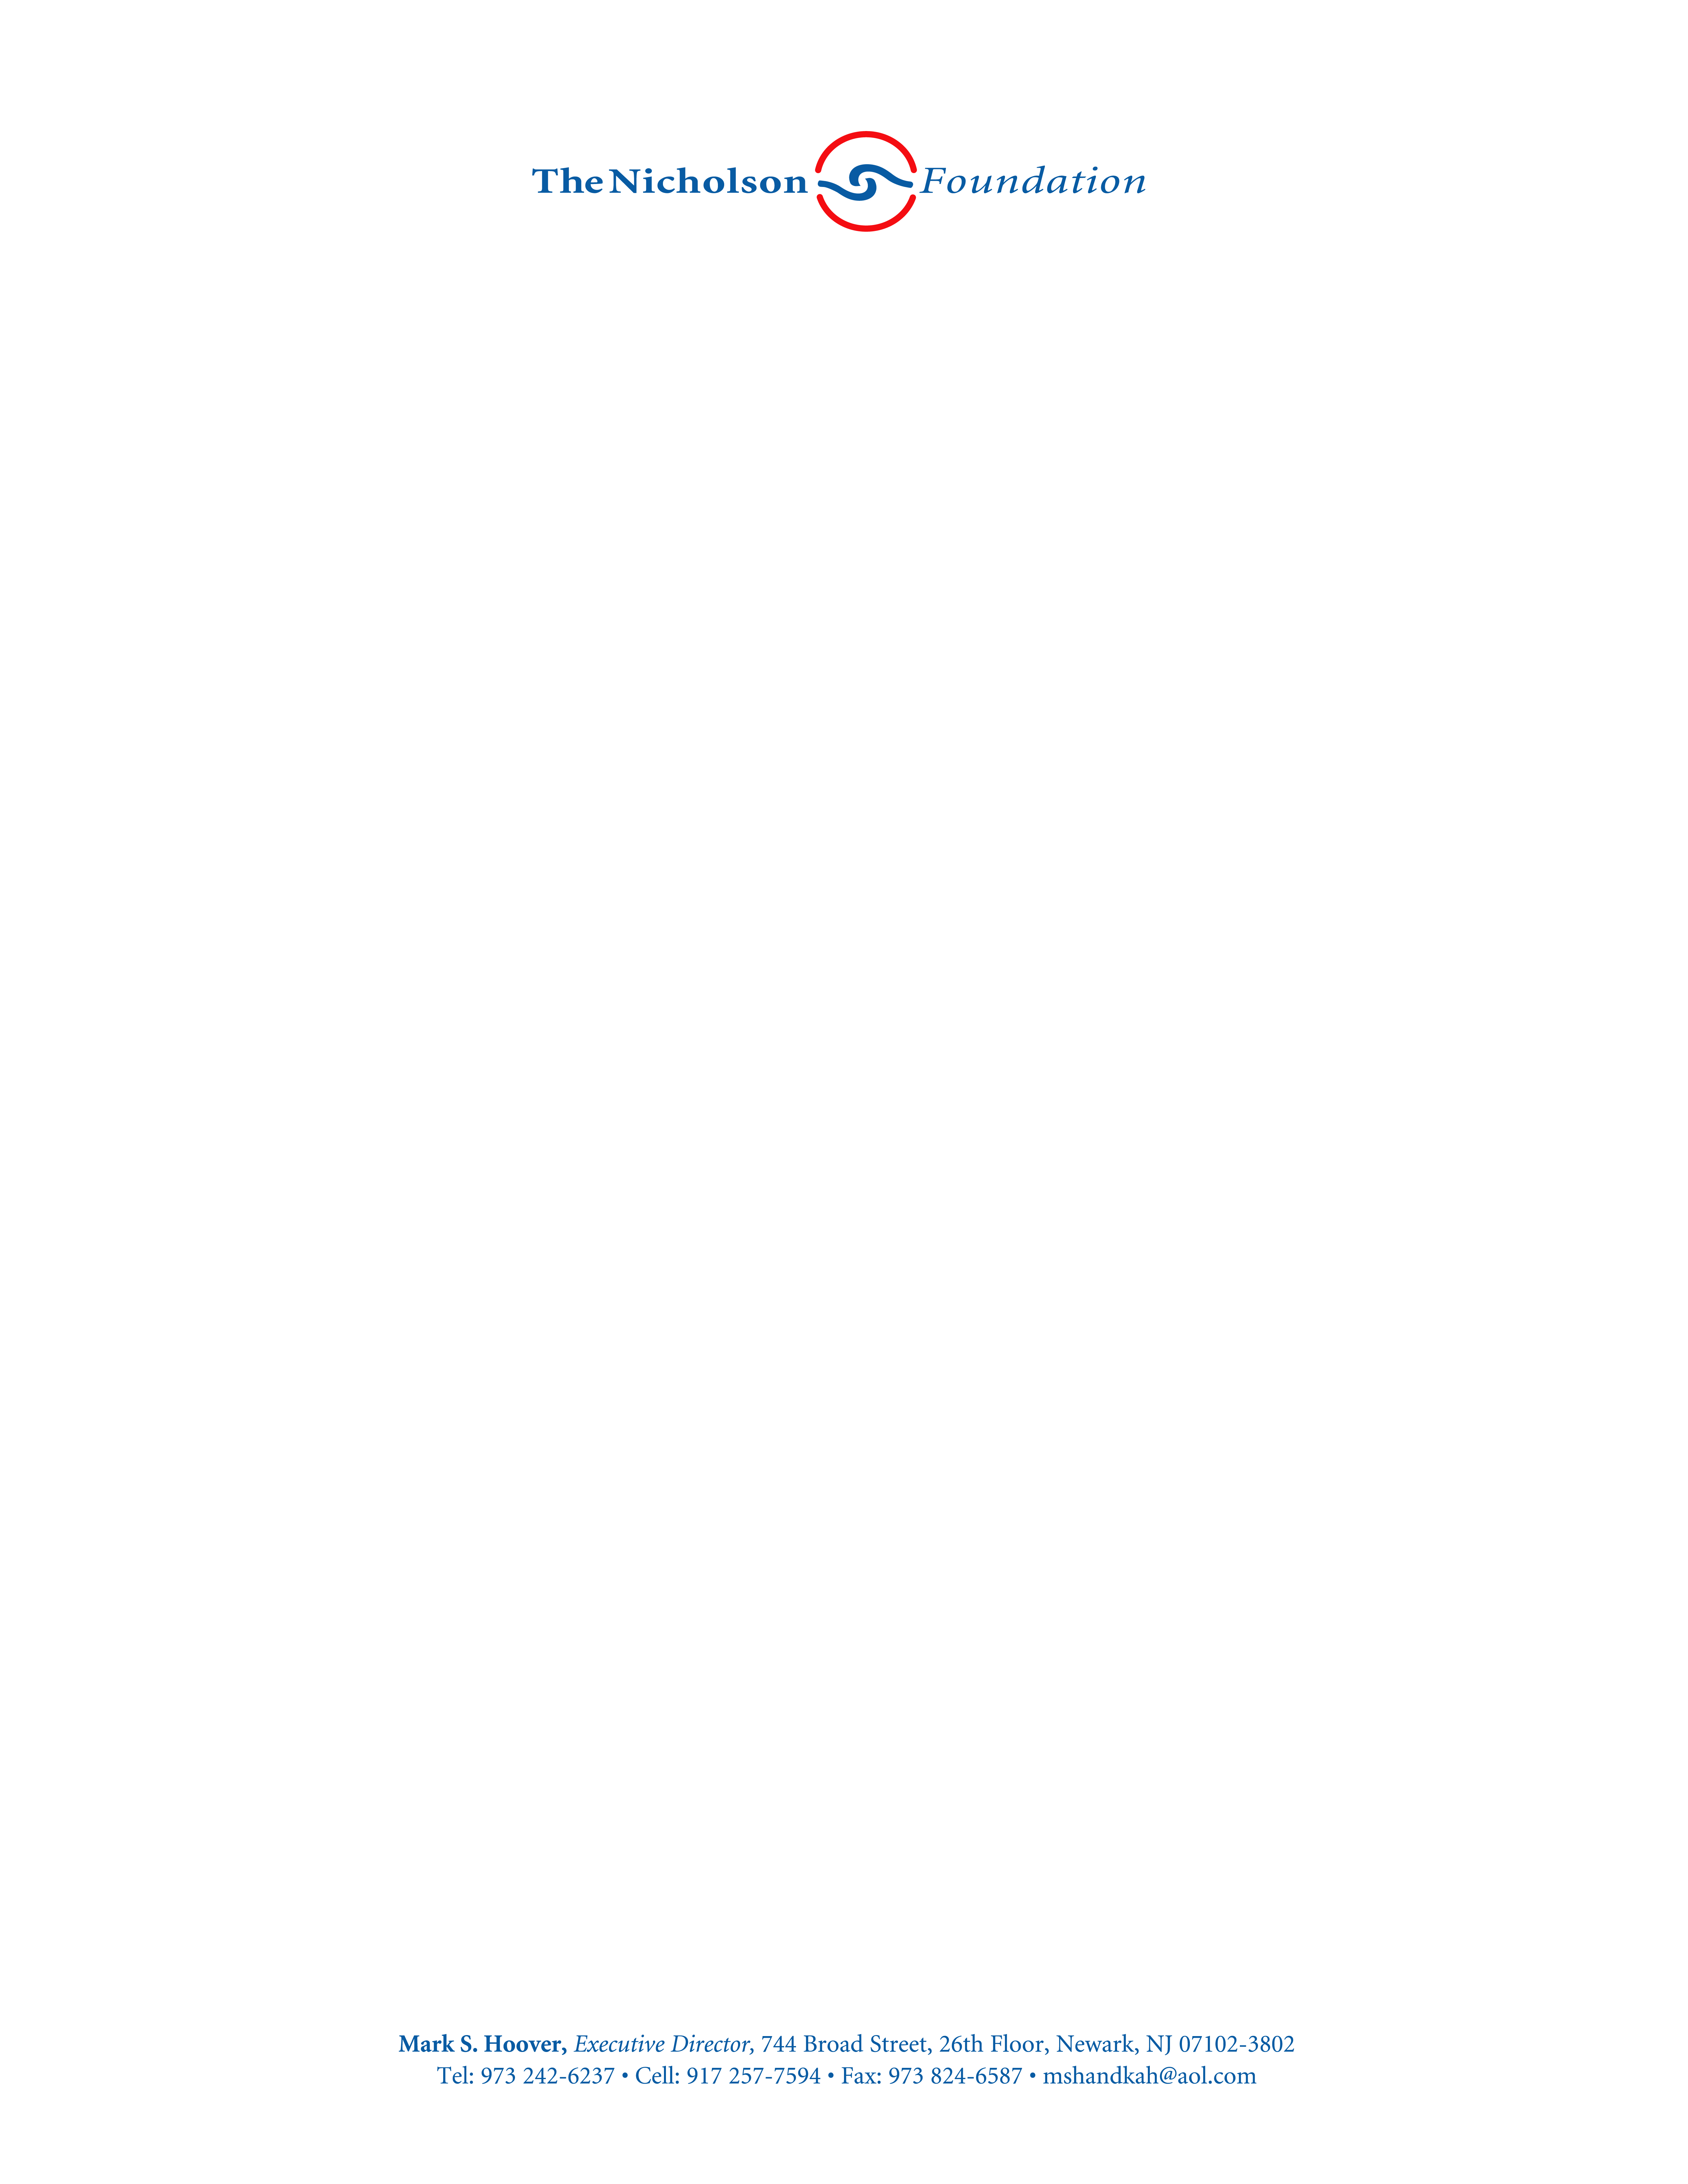 The Nicholson Foundation
Mark S. Hoover, Executive Director, 744 Broad Street, 26th Floor, Newark, NJ 07102-3802
Tel: 973 242-6237 • Cell: 917 257-7594 • Fax: 973 824-6587 • mshandkah@aol.com